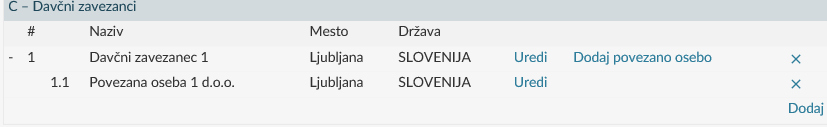 C – Davčni zavezanci
# Naziv Mesto Država
- 1 Davčni zavezanec 1 Ljubljana SLOVENIJA Uredi Dodaj povezano osebo ×
1.1 Povezana oseba 1 d.o.o. Ljubljana SLOVENIJA Uredi ×
Dodaj